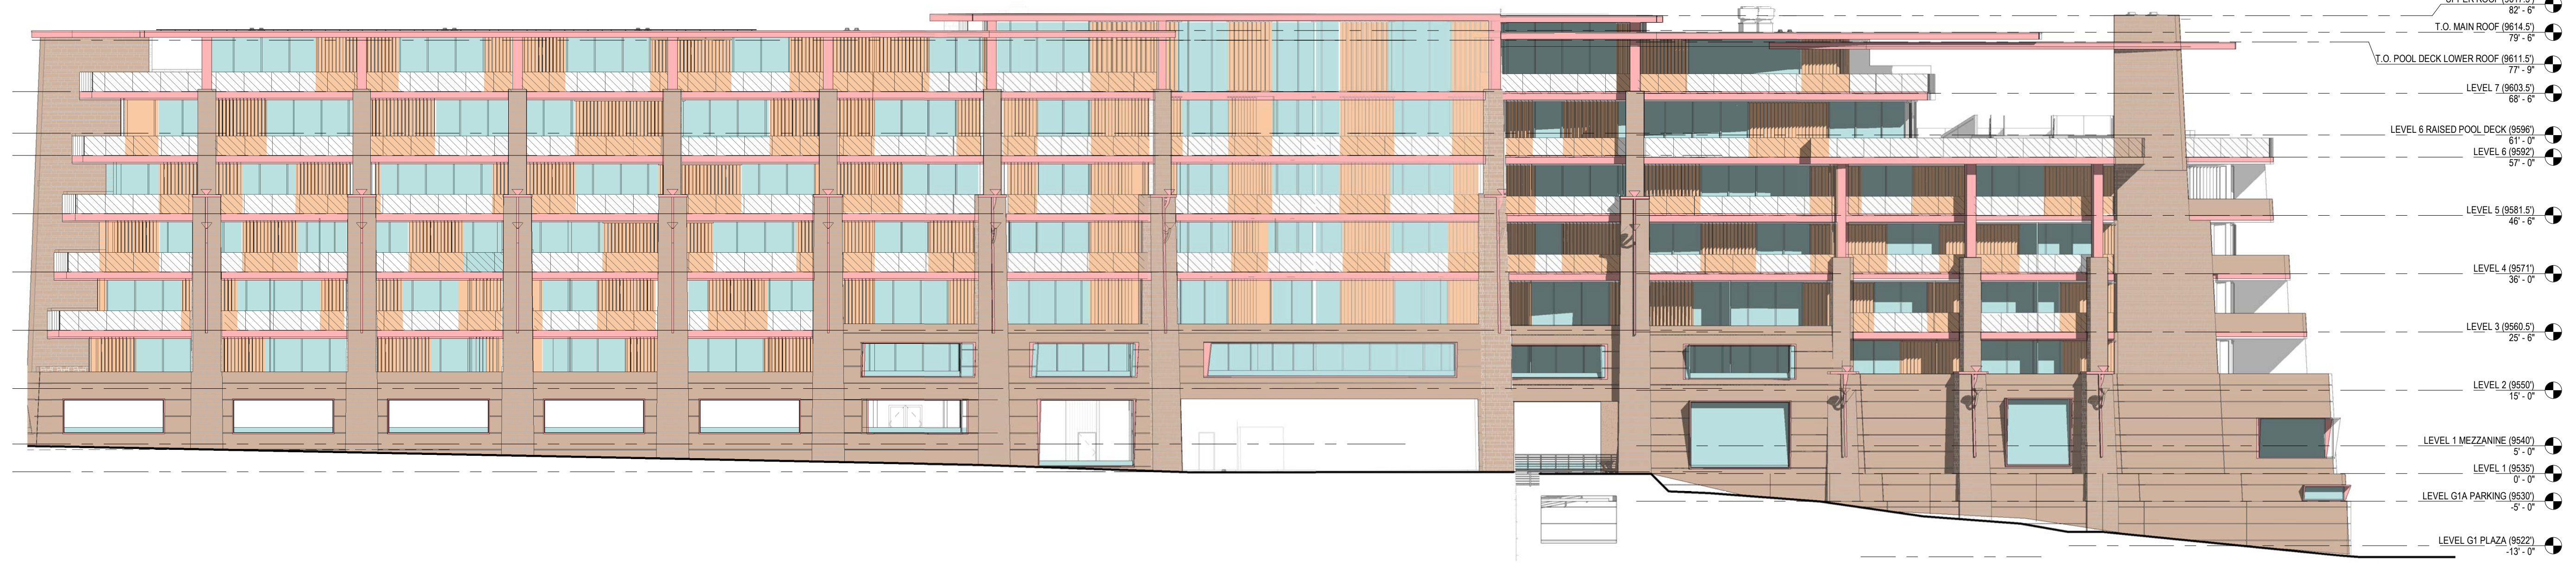 82' - 6"
T.O. MAIN ROOF (9614.5')
79' - 6"
T.O. POOL DECK LOWER ROOF (9611.5')
77' - 9"
LEVEL 7 (9603.5')
68' - 6"
LEVEL 6 RAISED POOL DECK (9596')
61' - 0"
LEVEL 6 (9592')
57' - 0"
LEVEL 5 (9581.5')
46' - 6"
LEVEL 4 (9571')
36' - 0"
LEVEL 3 (9560.5')
25' - 6"
LEVEL 2 (9550')
15' - 0"
LEVEL 1 MEZZANINE (9540')
5' - 0"
LEVEL 1 (9535')
0' - 0"
LEVEL G1A PARKING (9530')
-5' - 0"
LEVEL G1 PLAZA (9522')
-13' - 0"